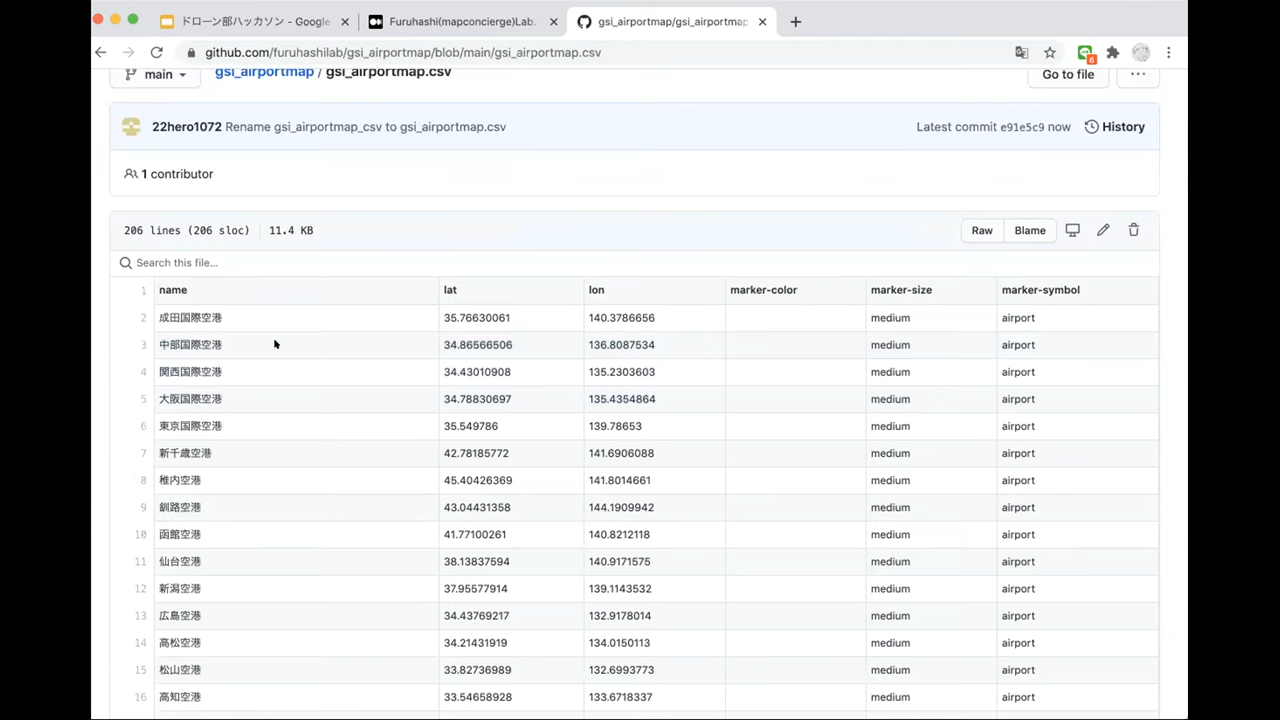 ドローン部ハッカソン - Google
Furuhashi(mapconcierge)Lab.
gsi_airportmap/gsi_airportmap.
github.com/furuhashilab/gsi_airportmap/blob/main/gsi_airportmap.csv
6
main
gsi_airportmap / gsi_airportmap.csv
Go to file
22hero1072 Rename gsi_airportmap_csv to gsi_airportmap.csv
Latest commit e91e5c9 now
History
1 contributor
206 lines (206 sloc) 11.4 KB
Raw Blame
Search this file...
1 name lat lon marker-color marker-size marker-symbol
2 成田国際空港 35.76630061 140.3786656 medium airport
3 中部国際空港 34.86566506 136.8087534 medium airport
4 関西国際空港 34.43010908 135.2303603 medium airport
5 大阪国際空港 34.78830697 135.4354864 medium airport
6 東京国際空港 35.549786 139.78653 medium airport
7 新千歳空港 42.78185772 141.6906088 medium airport
8 稚内空港 45.40426369 141.8014661 medium airport
9 釧路空港 43.04431358 144.1909942 medium airport
10 函館空港 41.77100261 140.8212118 medium airport
11 仙台空港 38.13837594 140.9171575 medium airport
12 新潟空港 37.95577914 139.1143532 medium airport
13 広島空港 34.43769217 132.9178014 medium airport
14 高松空港 34.21431919 134.0150113 medium airport
15 松山空港 33.82736989 132.6993773 medium airport
16 高知空港 33.54658928 133.6718337 medium airport